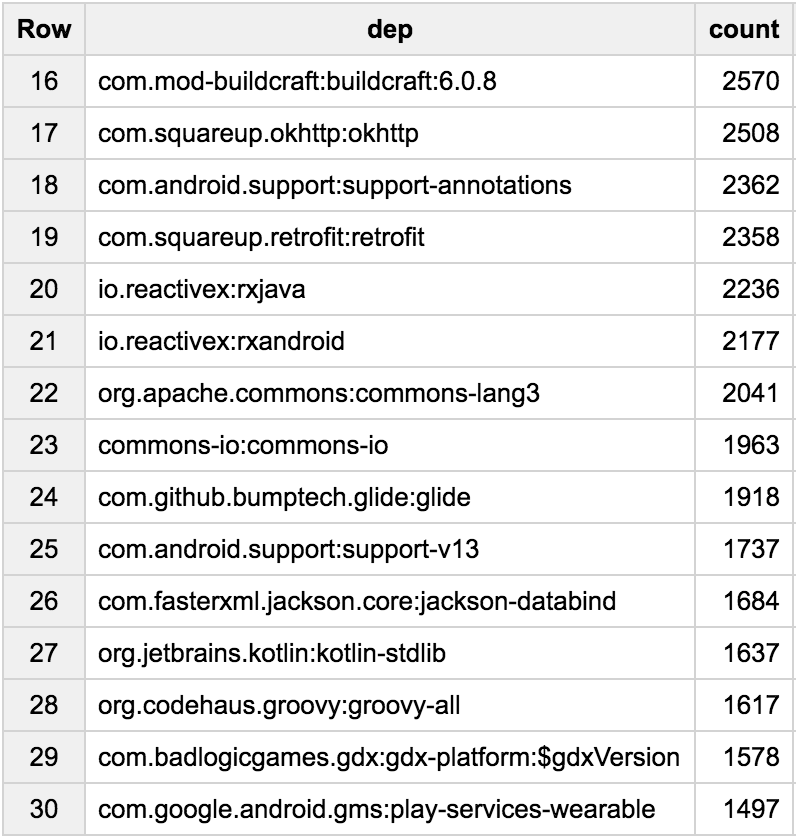 Row dep count
16 com.mod-buildcraft:buildcraft:6.0.8 2570
17 com.squareup.okhttp:okhttp 2508
18 com.android.support:support-annotations 2362
19 com.squareup.retrofit:retrofit 2358
20 io.reactivex:rxjava 2236
21 io.reactivex:rxandroid 2177
22 org.apache.commons:commons-lang3 2041
23 commons-io:commons-io 1963
24 com.github.bumptech.glide:glide 1918
25 com.android.support:support-v13 1737
26 com.fasterxml.jackson.core:jackson-databind 1684
27 org.jetbrains.kotlin:kotlin-stdlib 1637
28 org.codehaus.groovy:groovy-all 1617
29 com.badlogicgames.gdx:gdx-platform:$gdxVersion 1578
30 com.google.android.gms:play-services-wearable 1497